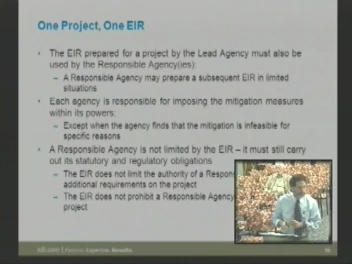 One Project, One EIR
The EIR prepared for a project by the Lead Agency must also be
used by the Responsible Agency(ies):
– A Responsible Agency may prepare a subsequent EIR in limited
situations
Each agency is responsible for imposing the mitigation measures
within its powers;
– Except when the agency finds that the mitigation is infeasible for
specific reasons
A Responsible Agency is not limited by the EIR – it must still carry
out its statutory and regulatory obligations
– The EIR does not limit the authority of a Respons
additional requirements on the project
– The EIR does not prohibit a Responsible Agency
project
Results.